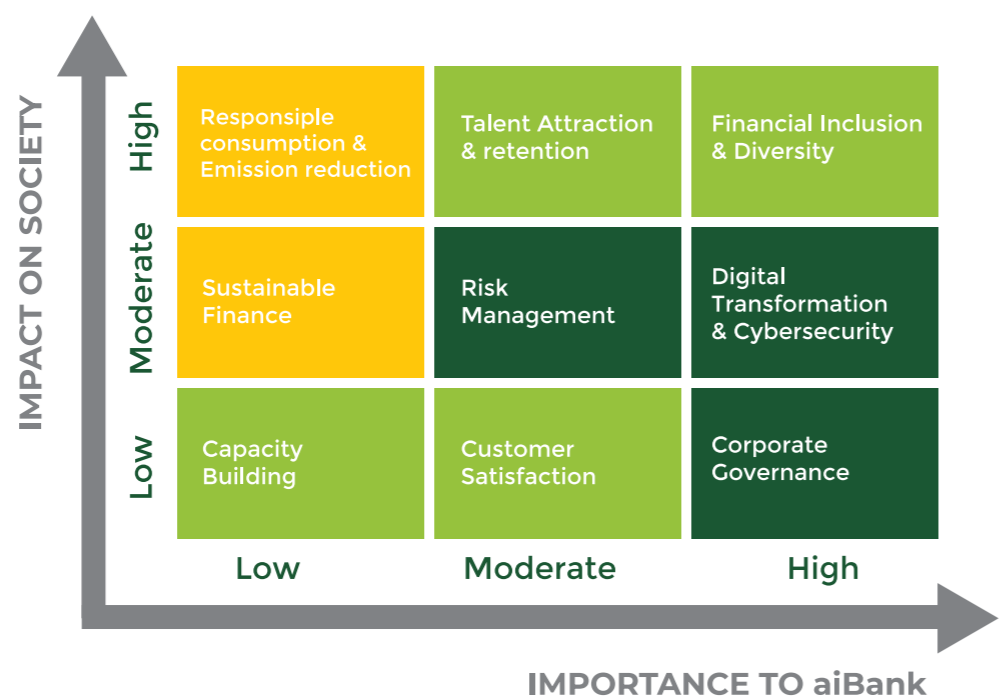 IMPACT ON SOCIETY
High
Responsible
consumption &
Emission reduction
Talent Attraction
& retention
Financial Inclusion
& Diversity
Moderate
Sustainable
Finance
Risk
Management
Digital
Transformation
& Cybersecurity
Low
Capacity
Building
Customer
Satisfaction
Corporate
Governance
Low
Moderate
High
IMPORTANCE TO aiBank